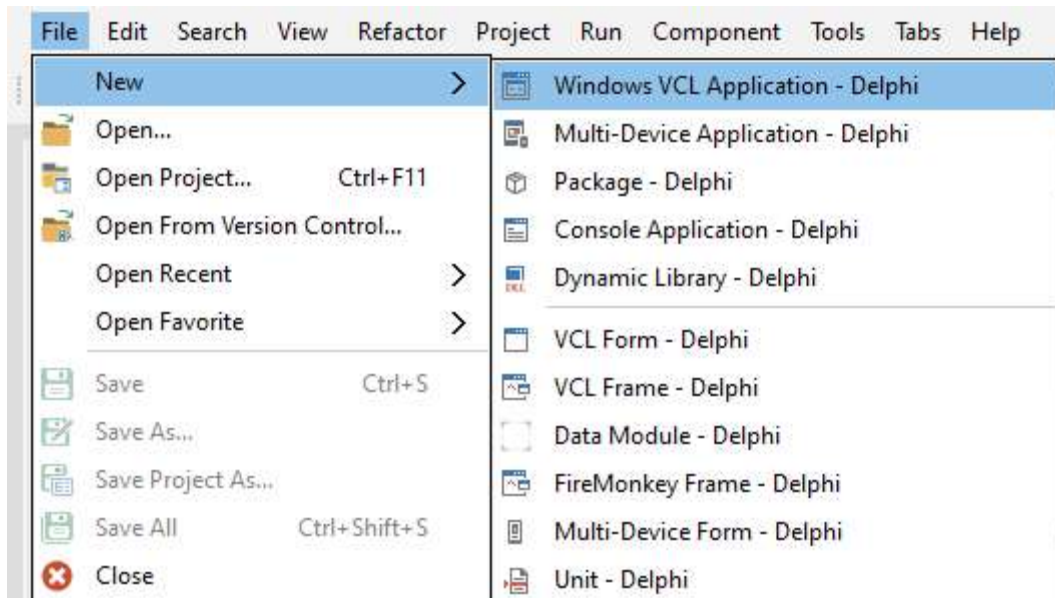 File Edit Search View Refactor Project Run Component Tools Tabs Help
New
Open...
Open Project... Ctrl+F11
Open From Version Control...
Open Recent
Open Favorite
Save Ctrl+S
Save As...
Save Project As...
Save All Ctrl+Shift+S
Close
Windows VCL Application - Delphi
Multi-Device Application - Delphi
Package - Delphi
Console Application - Delphi
Dynamic Library - Delphi
VCL Form - Delphi
VCL Frame - Delphi
Data Module - Delphi
FireMonkey Frame - Delphi
Multi-Device Form - Delphi
Unit - Delphi